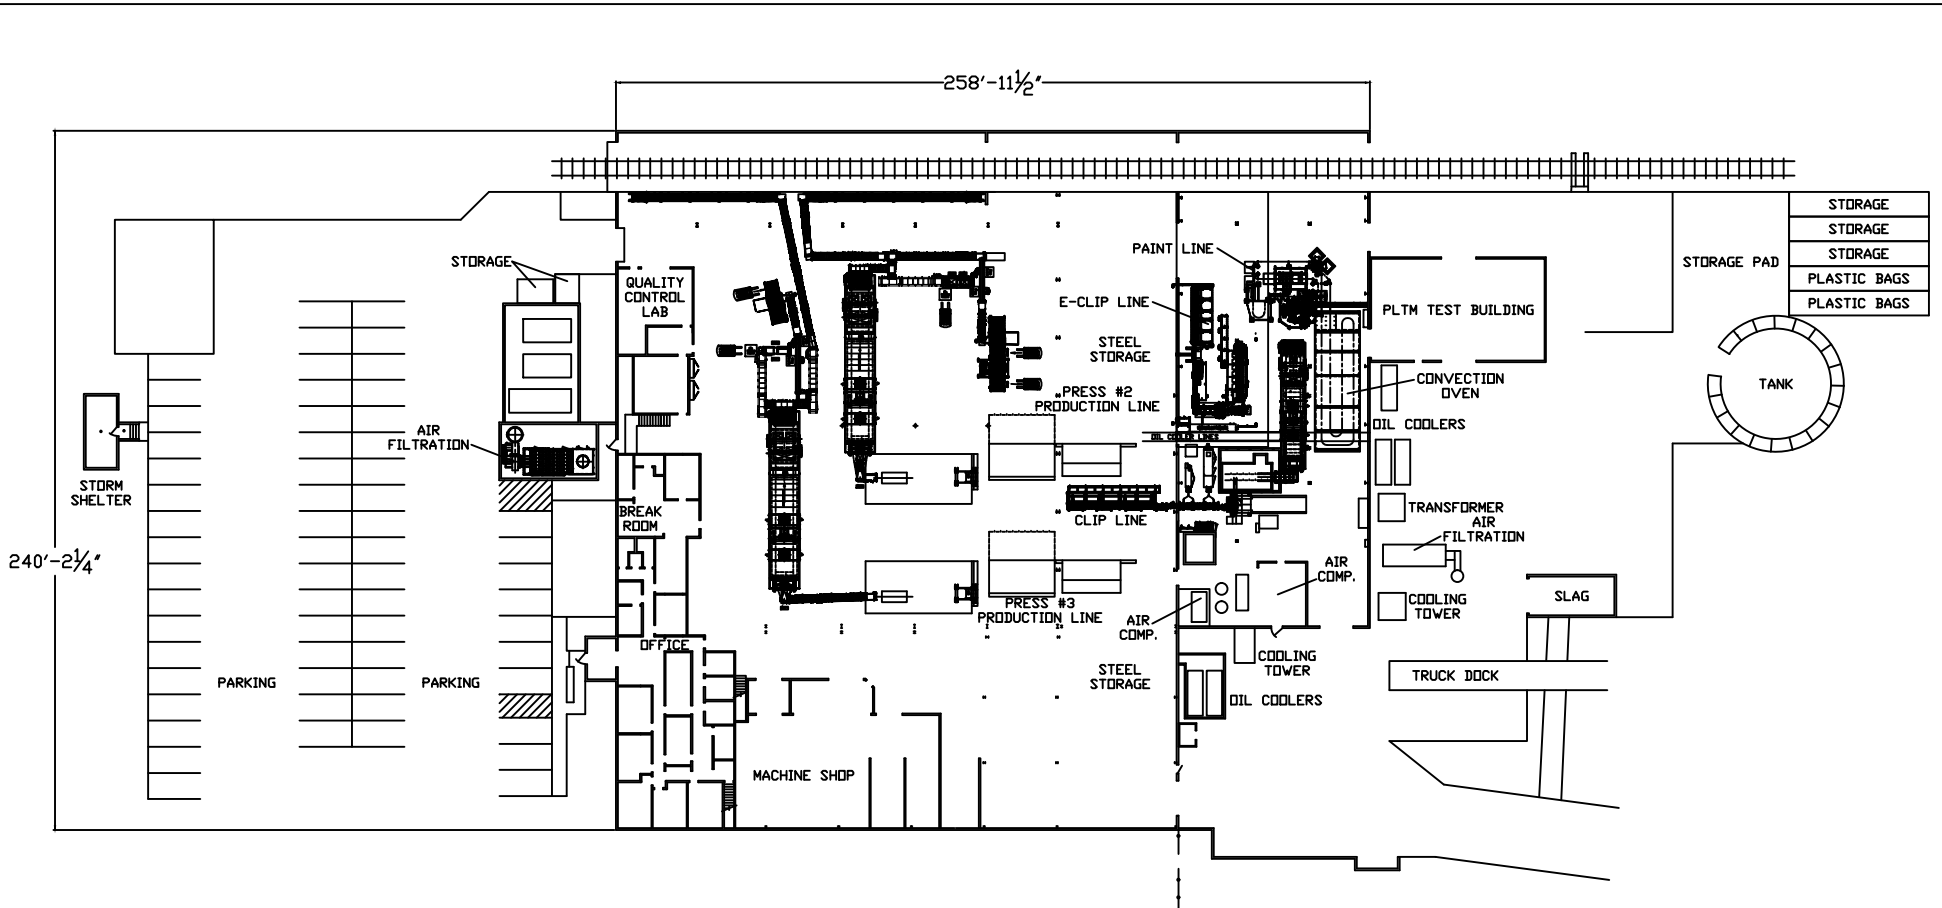 258'-11½"
STORAGE
STORAGE
STORAGE
PLASTIC BAGS
PLASTIC BAGS
STORAGE PAD
PAINT LINE
STORAGE
QUALITY
CONTROL
LAB
E-CLIP LINE
PLTM TEST BUILDING
STEEL
STORAGE
CONVECTION
OVEN
TANK
PRESS #2
PRODUCTION LINE
AIR
FILTRATION
OIL COOLERS
OIL COOLER LINES
STORM
SHELTER
BREAK
ROOM
CLIP LINE
TRANSFORMER
AIR
FILTRATION
240'-2¼"
AIR
COMP.
PRESS #3
PRODUCTION LINE
AIR
COMP.
COOLING
TOWER
SLAG
OFFICE
COOLING
TOWER
PARKING
PARKING
STEEL
STORAGE
TRUCK DOCK
OIL COOLERS
MACHINE SHOP